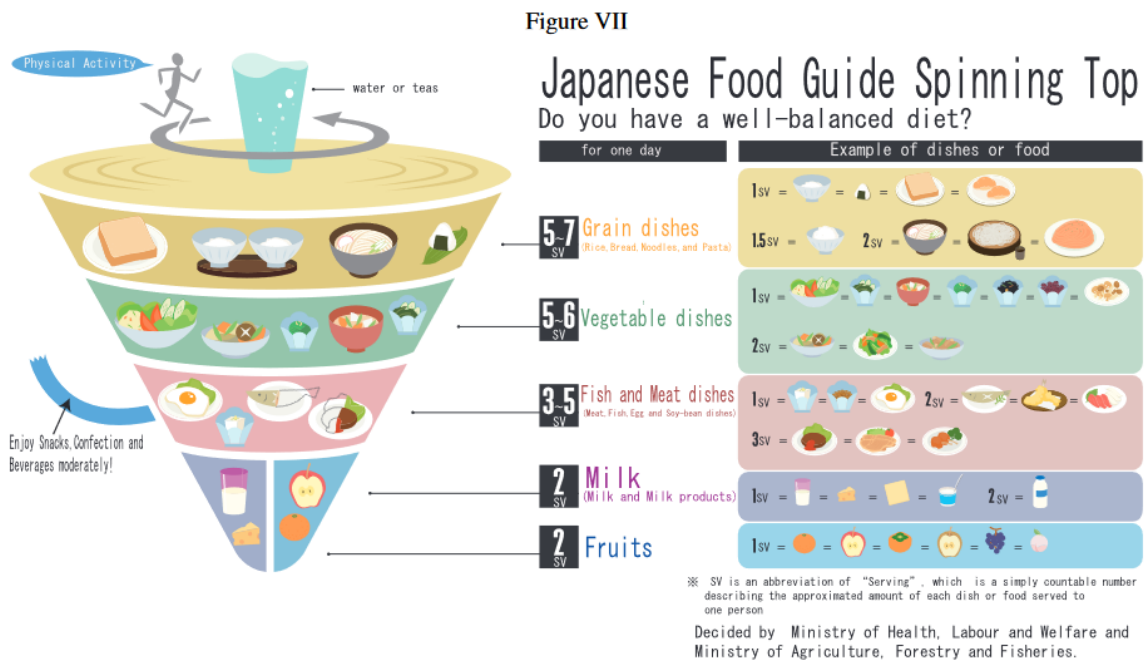 Figure VII
Physical Activity
water or teas
Japanese Food Guide Spinning Top
Do you have a well-balanced diet?
for one day
Example of dishes or food
5~7
SV
Grain dishes
(Rice, Bread, Noodles, and Pasta)
1SV = = = =
1.5SV = 2SV = = =
5~6
SV
Vegetable dishes
1SV = = = = = = =
2SV = = =
3~5
SV
Fish and Meat dishes
(Meat, Fish, Egg and Soy-bean dishes)
1SV = = = 2SV = = =
3SV = = =
Enjoy Snacks, Confection and
Beverages moderately!
2
SV
Milk
(Milk and Milk products)
1SV = = = = 2SV =
2
SV
Fruits
1SV = = = = = =
※ SV is an abbreviation of “Serving”, which is a simply countable number
describing the approximated amount of each dish or food served to
one person
Decided by Ministry of Health, Labour and Welfare and
Ministry of Agriculture, Forestry and Fisheries.